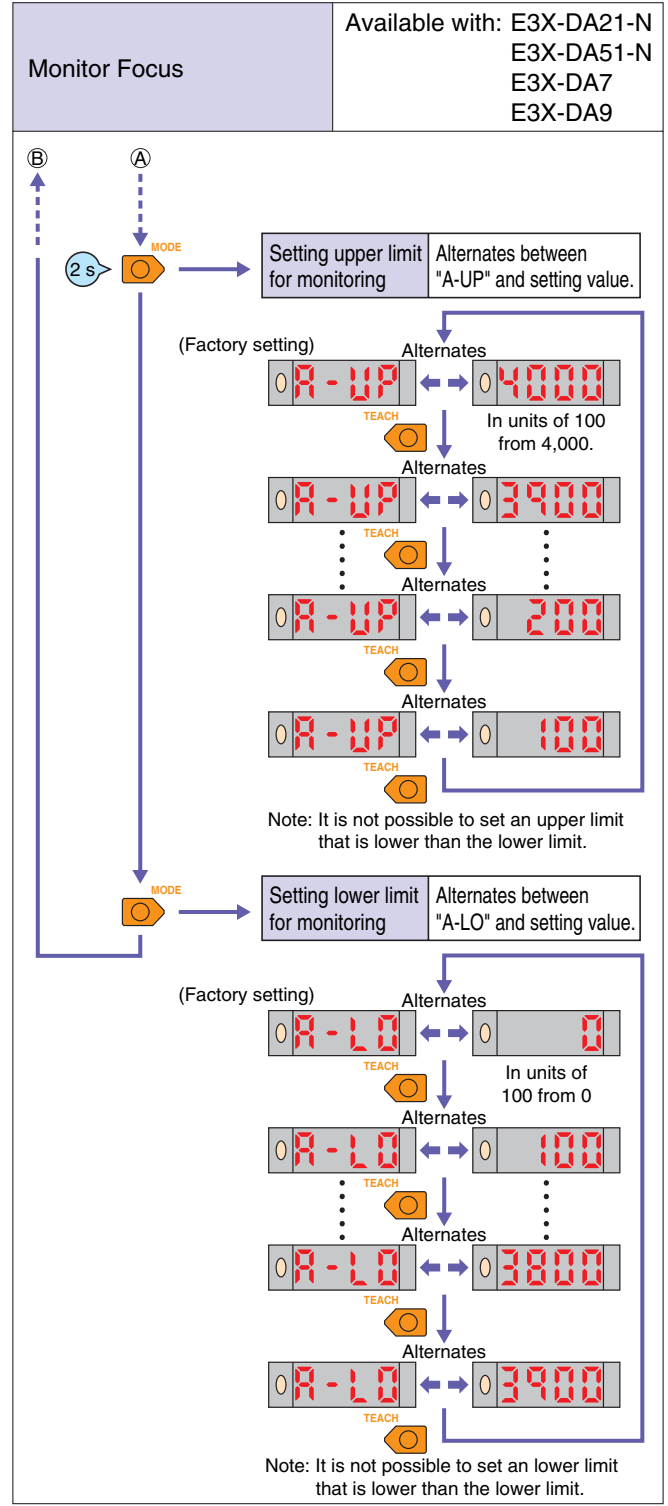 Monitor Focus
Available with: E3X-DA21-N
E3X-DA51-N
E3X-DA7
E3X-DA9
Ⓑ
Ⓐ
MODE
2 s
Setting upper limit
for monitoring
Alternates between
"A-UP" and setting value.
(Factory setting)
Alternates
A-UP
4000
TEACH
In units of 100
from 4,000.
Alternates
A-UP
3900
TEACH
Alternates
A-UP
200
TEACH
Alternates
A-UP
100
TEACH
Note: It is not possible to set an upper limit
that is lower than the lower limit.
MODE
Setting lower limit
for monitoring
Alternates between
"A-LO" and setting value.
(Factory setting)
Alternates
A-LO
0
TEACH
In units of
100 from 0
Alternates
A-LO
100
TEACH
Alternates
A-LO
3800
TEACH
Alternates
A-LO
3900
TEACH
Note: It is not possible to set an lower limit
that is lower than the lower limit.